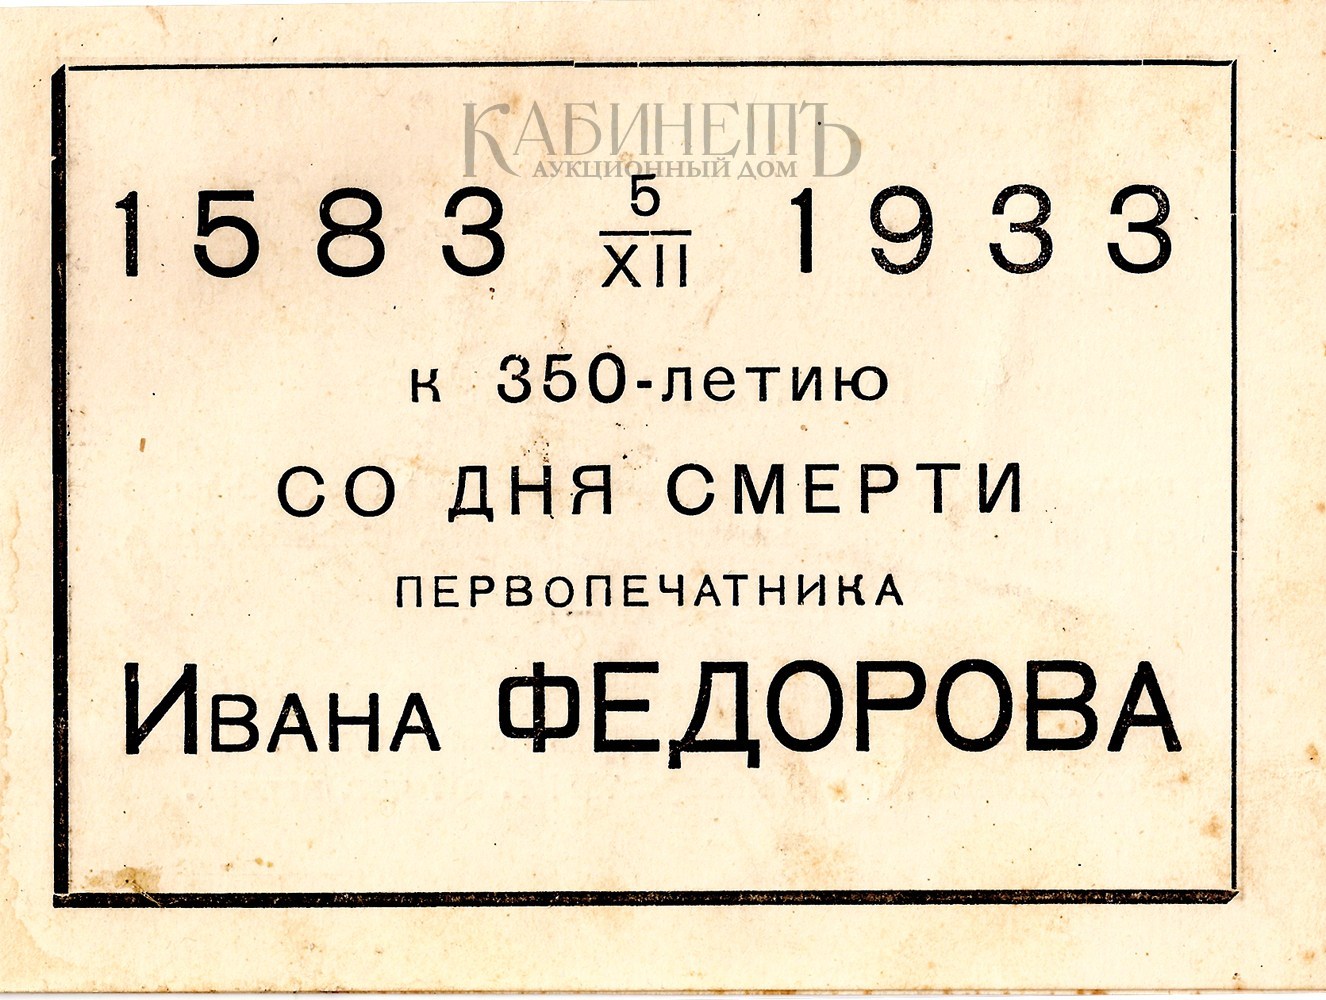 КАБИНЕТЪ
АУКЦИОННЫЙ ДОМ
1583 5/XII 1933
к 350-летию
СО ДНЯ СМЕРТИ
ПЕРВОПЕЧАТНИКА
ИВАНА ФЕДОРОВА